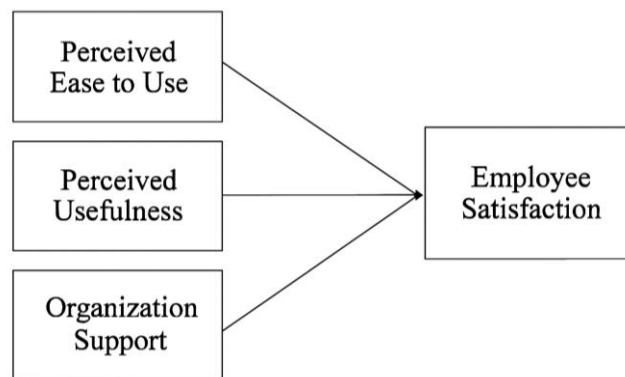 Perceived
Ease to Use
Perceived
Usefulness
Organization
Support
Employee
Satisfaction